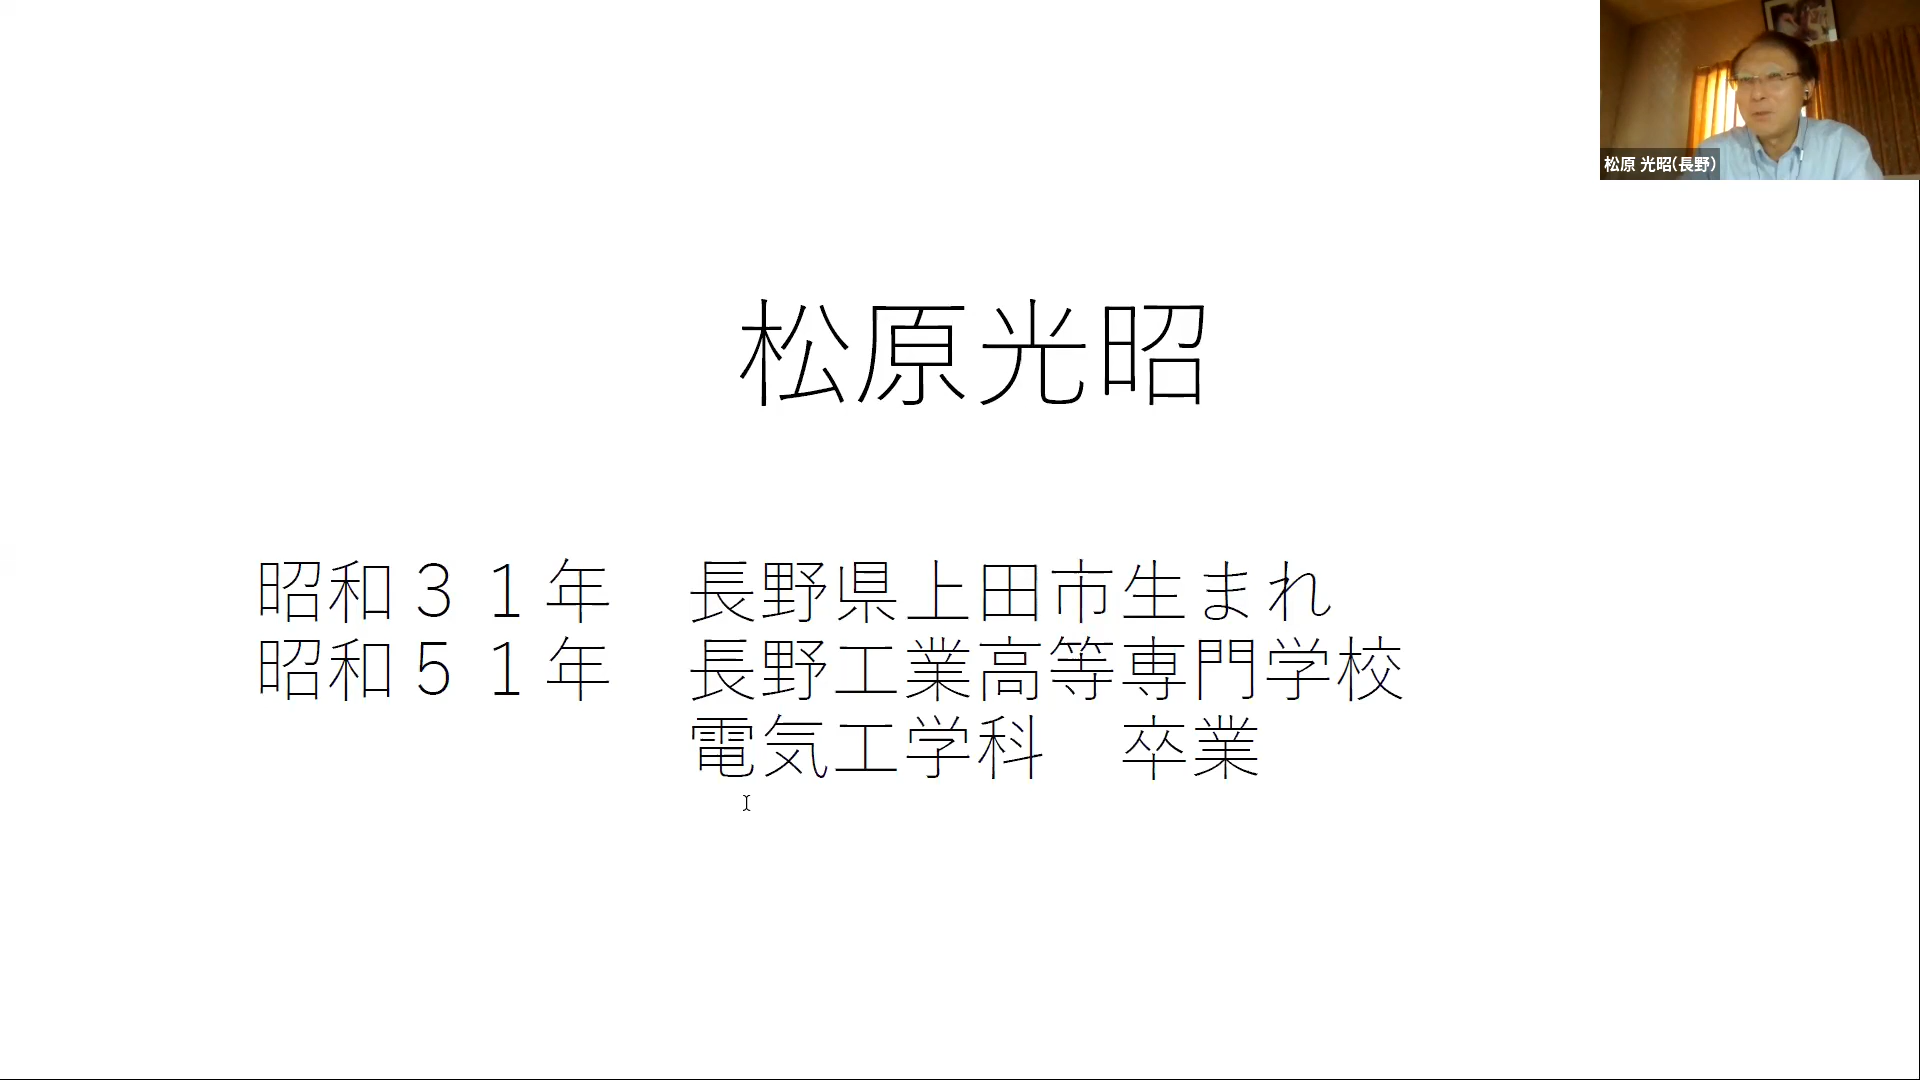 松原 光昭(長野)
松原光昭
昭和３１年　長野県上田市生まれ
昭和５１年　長野工業高等専門学校
電気工学科　卒業